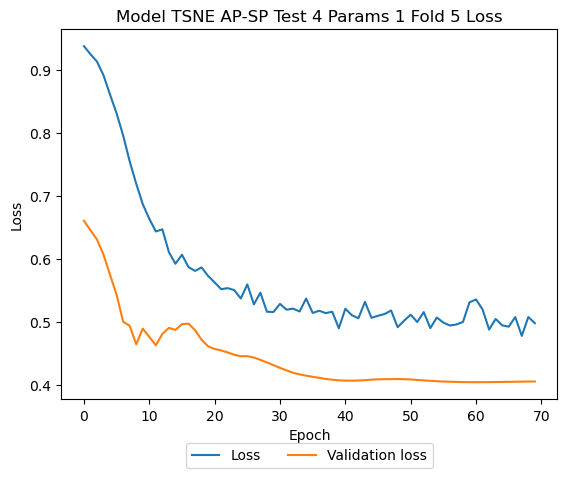 Model TSNE AP-SP Test 4 Params 1 Fold 5 Loss
0.9
0.8
0.7
0.6
0.5
0.4
Loss
0 10 20 30 40 50 60 70
Epoch
Loss Validation loss